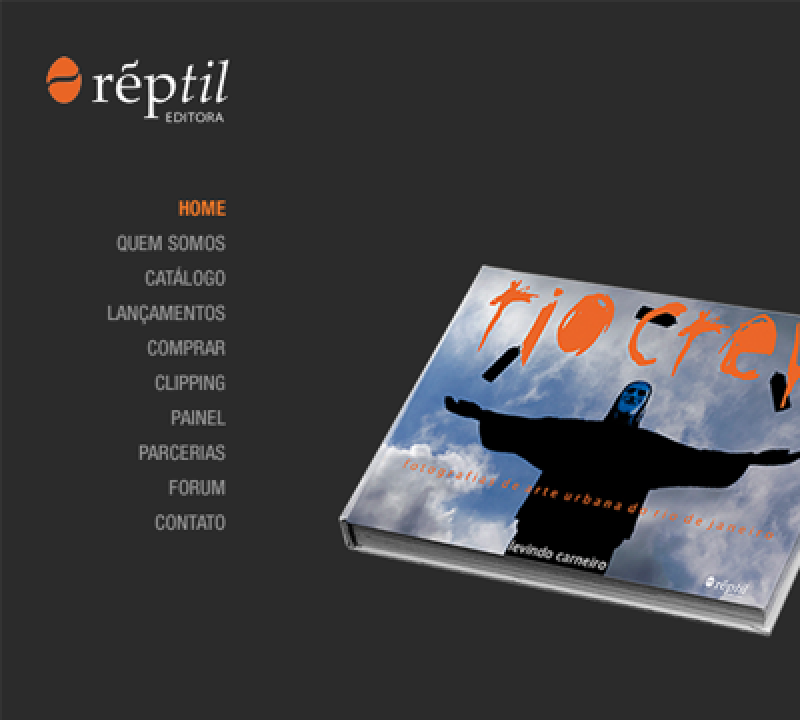 réptil
EDITORA
HOME
QUEM SOMOS
CATÁLOGO
LANÇAMENTOS
COMPRAR
CLIPPING
PAINEL
PARCERIAS
FORUM
CONTATO
rio crew
fotografias de arte urbana do rio de janeiro
levindo carneiro
réptil